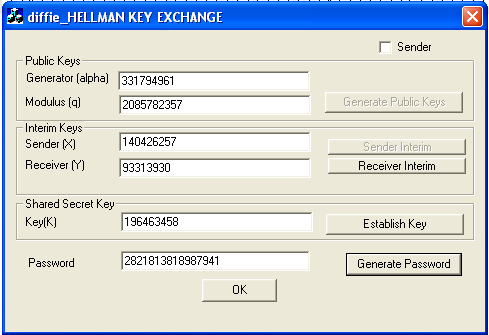 diffie_HELLMAN KEY EXCHANGE
Sender
Public Keys
Generator (alpha) 331794961
Modulus (q) 2085782357 Generate Public Keys
Interim Keys
Sender (X) 140426257 Sender Interim
Receiver (Y) 93313930 Receiver Interim
Shared Secret Key
Key(K) 196463458 Establish Key
Password 2821813818987941 Generate Password
OK